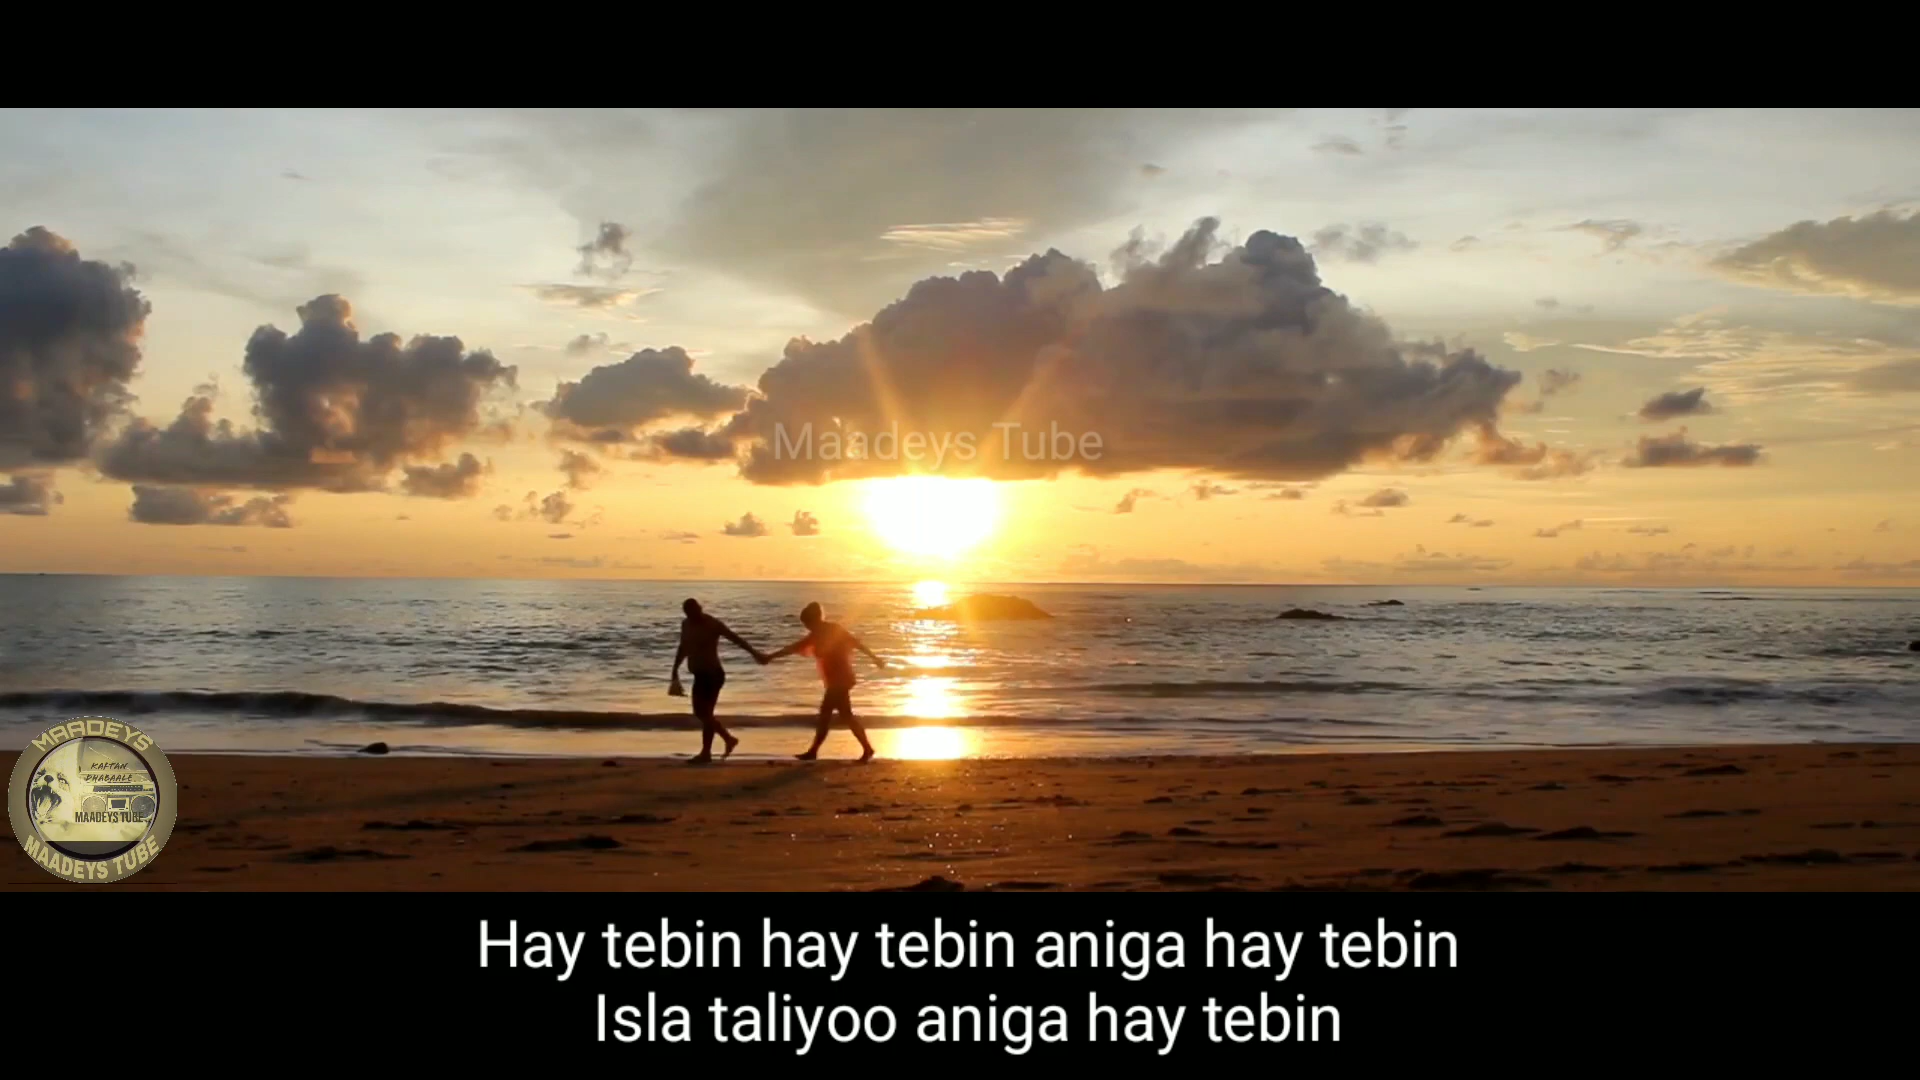 Maadeys Tube
MAADEYS
KAFTAN
DHABAALE
MAADEYS TUBE
MAADEYS TUBE
Hay tebin hay tebin aniga hay tebin
Isla taliyoo aniga hay tebin